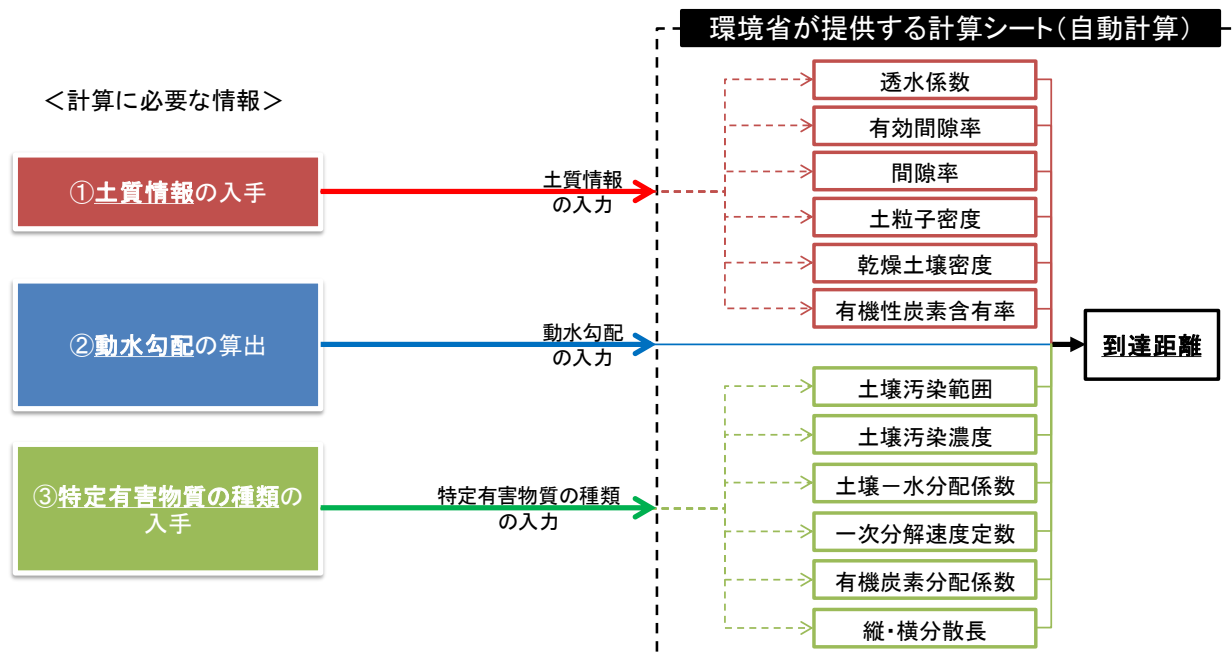 環境省が提供する計算シート(自動計算)
＜計算に必要な情報＞
①土質情報の入手
土質情報
の入力
透水係数
有効間隙率
間隙率
土粒子密度
乾燥土壌密度
有機性炭素含有率
②動水勾配の算出
動水勾配
の入力
到達距離
③特定有害物質の種類の
入手
特定有害物質の種類
の入力
土壌汚染範囲
土壌汚染濃度
土壌－水分配係数
一次分解速度定数
有機炭素分配係数
縦・横分散長